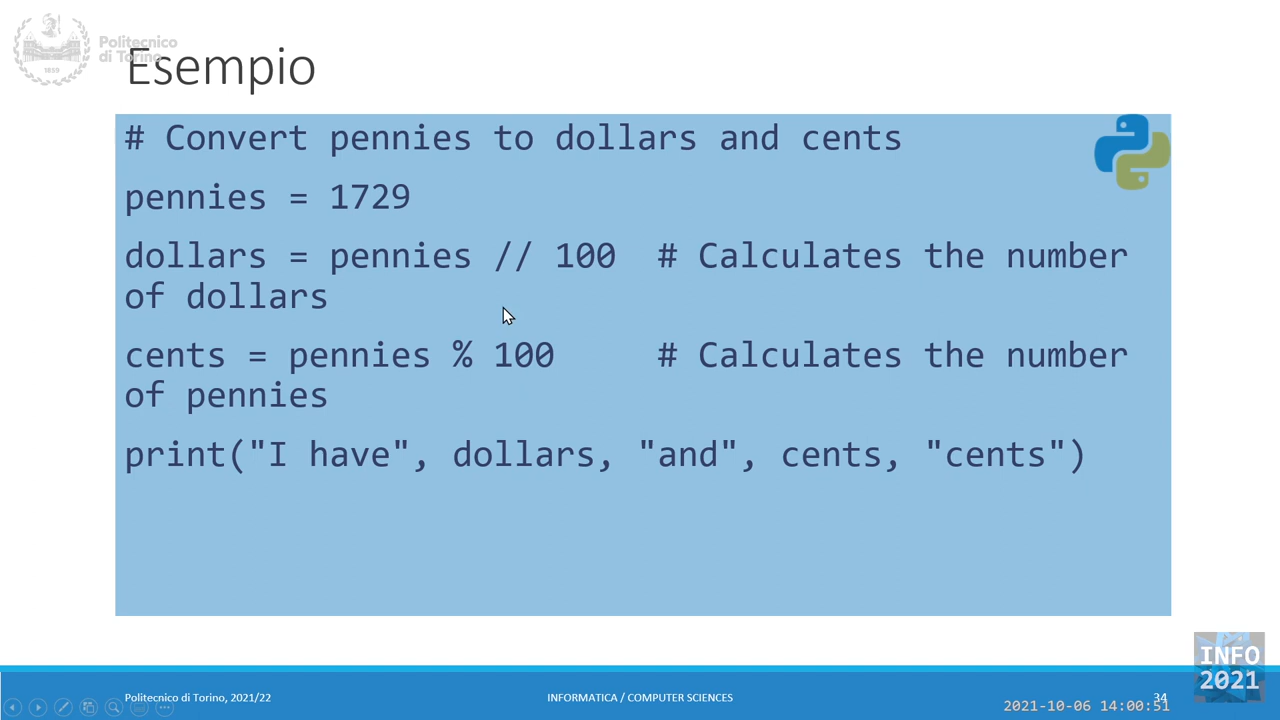 Politecnico
di Torino
1859
Esempio
# Convert pennies to dollars and cents
pennies = 1729
dollars = pennies // 100  # Calculates the number
of dollars
cents = pennies % 100     # Calculates the number
of pennies
print("I have", dollars, "and", cents, "cents")
INFO
2021
Politecnico di Torino, 2021/22
INFORMATICA / COMPUTER SCIENCES
34
2021-10-06 14:00:51